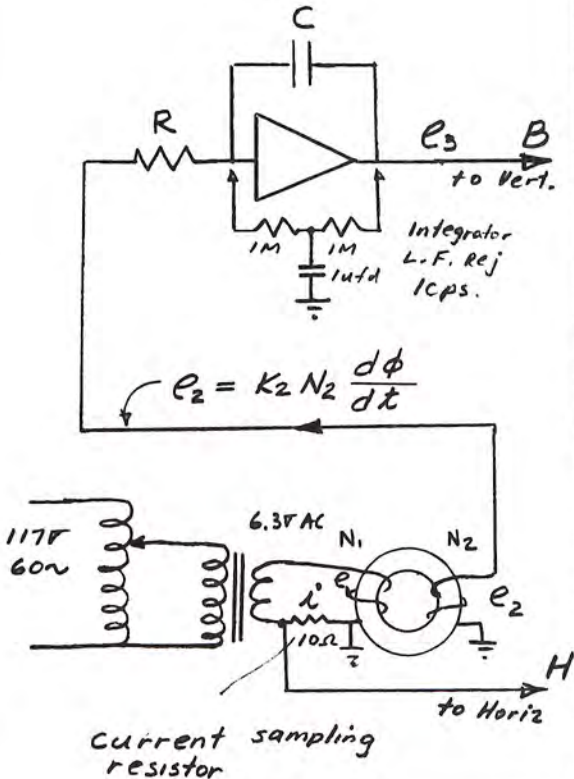 C
R
e₃ B
to Vert.
1M 1M
1ufd
Integrator
L.F. Rej
1cps.
e₂ = K₂ N₂ dϕ/dt
117V
60~
6.3V AC
N₁ N₂
e₁ e₂
i
10Ω
H
to Horiz
current sampling
resistor